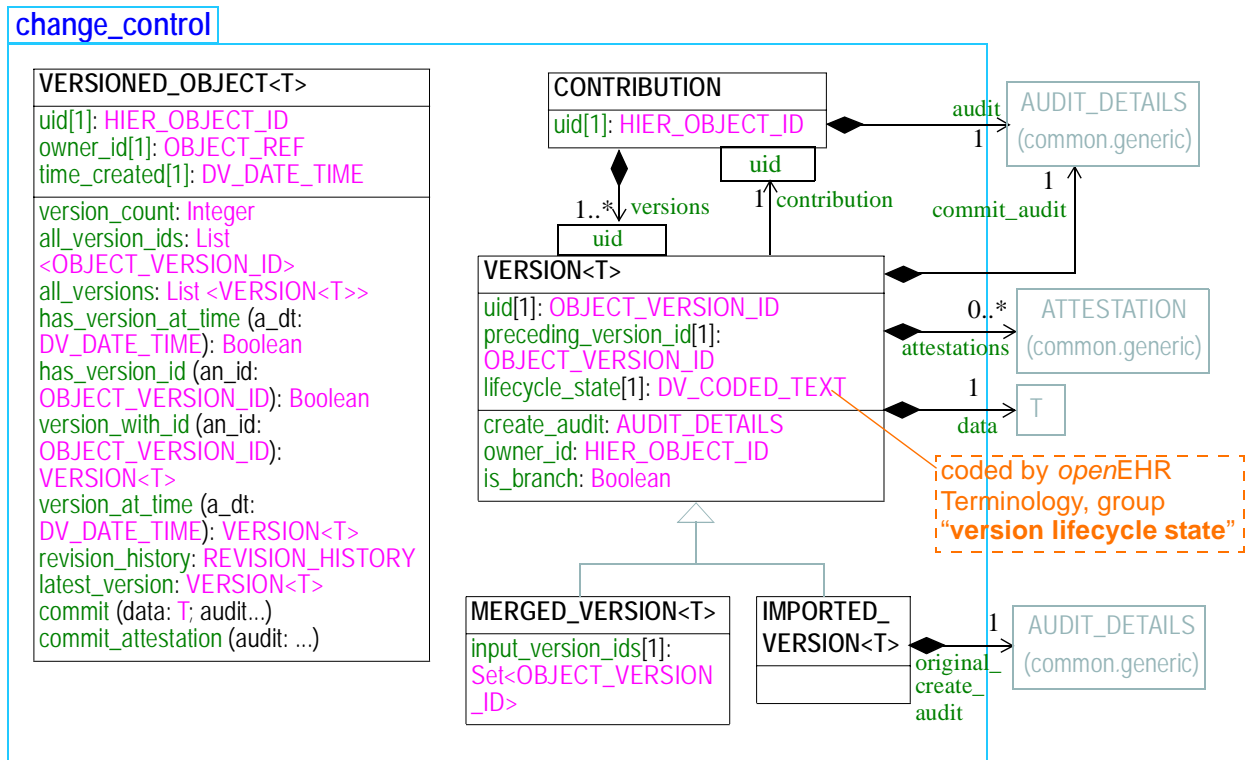 change_control
VERSIONED_OBJECT<T>
uid[1]: HIER_OBJECT_ID
owner_id[1]: OBJECT_REF
time_created[1]: DV_DATE_TIME
version_count: Integer
all_version_ids: List
<OBJECT_VERSION_ID>
all_versions: List <VERSION<T>>
has_version_at_time (a_dt:
DV_DATE_TIME): Boolean
has_version_id (an_id:
OBJECT_VERSION_ID): Boolean
version_with_id (an_id:
OBJECT_VERSION_ID):
VERSION<T>
version_at_time (a_dt:
DV_DATE_TIME): VERSION<T>
revision_history: REVISION_HISTORY
latest_version: VERSION<T>
commit (data: T; audit...)
commit_attestation (audit: ...)
CONTRIBUTION
uid[1]: HIER_OBJECT_ID
audit
1
AUDIT_DETAILS
(common.generic)
uid
1
contribution
1..*
versions
uid
1
commit_audit
VERSION<T>
uid[1]: OBJECT_VERSION_ID
preceding_version_id[1]:
OBJECT_VERSION_ID
lifecycle_state[1]: DV_CODED_TEXT
create_audit: AUDIT_DETAILS
owner_id: HIER_OBJECT_ID
is_branch: Boolean
0..*
attestations
ATTESTATION
(common.generic)
1
data
T
coded by openEHR
Terminology, group
“version lifecycle state”
MERGED_VERSION<T>
input_version_ids[1]:
Set<OBJECT_VERSION
_ID>
IMPORTED_
VERSION<T>
1
original_
create_
audit
AUDIT_DETAILS
(common.generic)